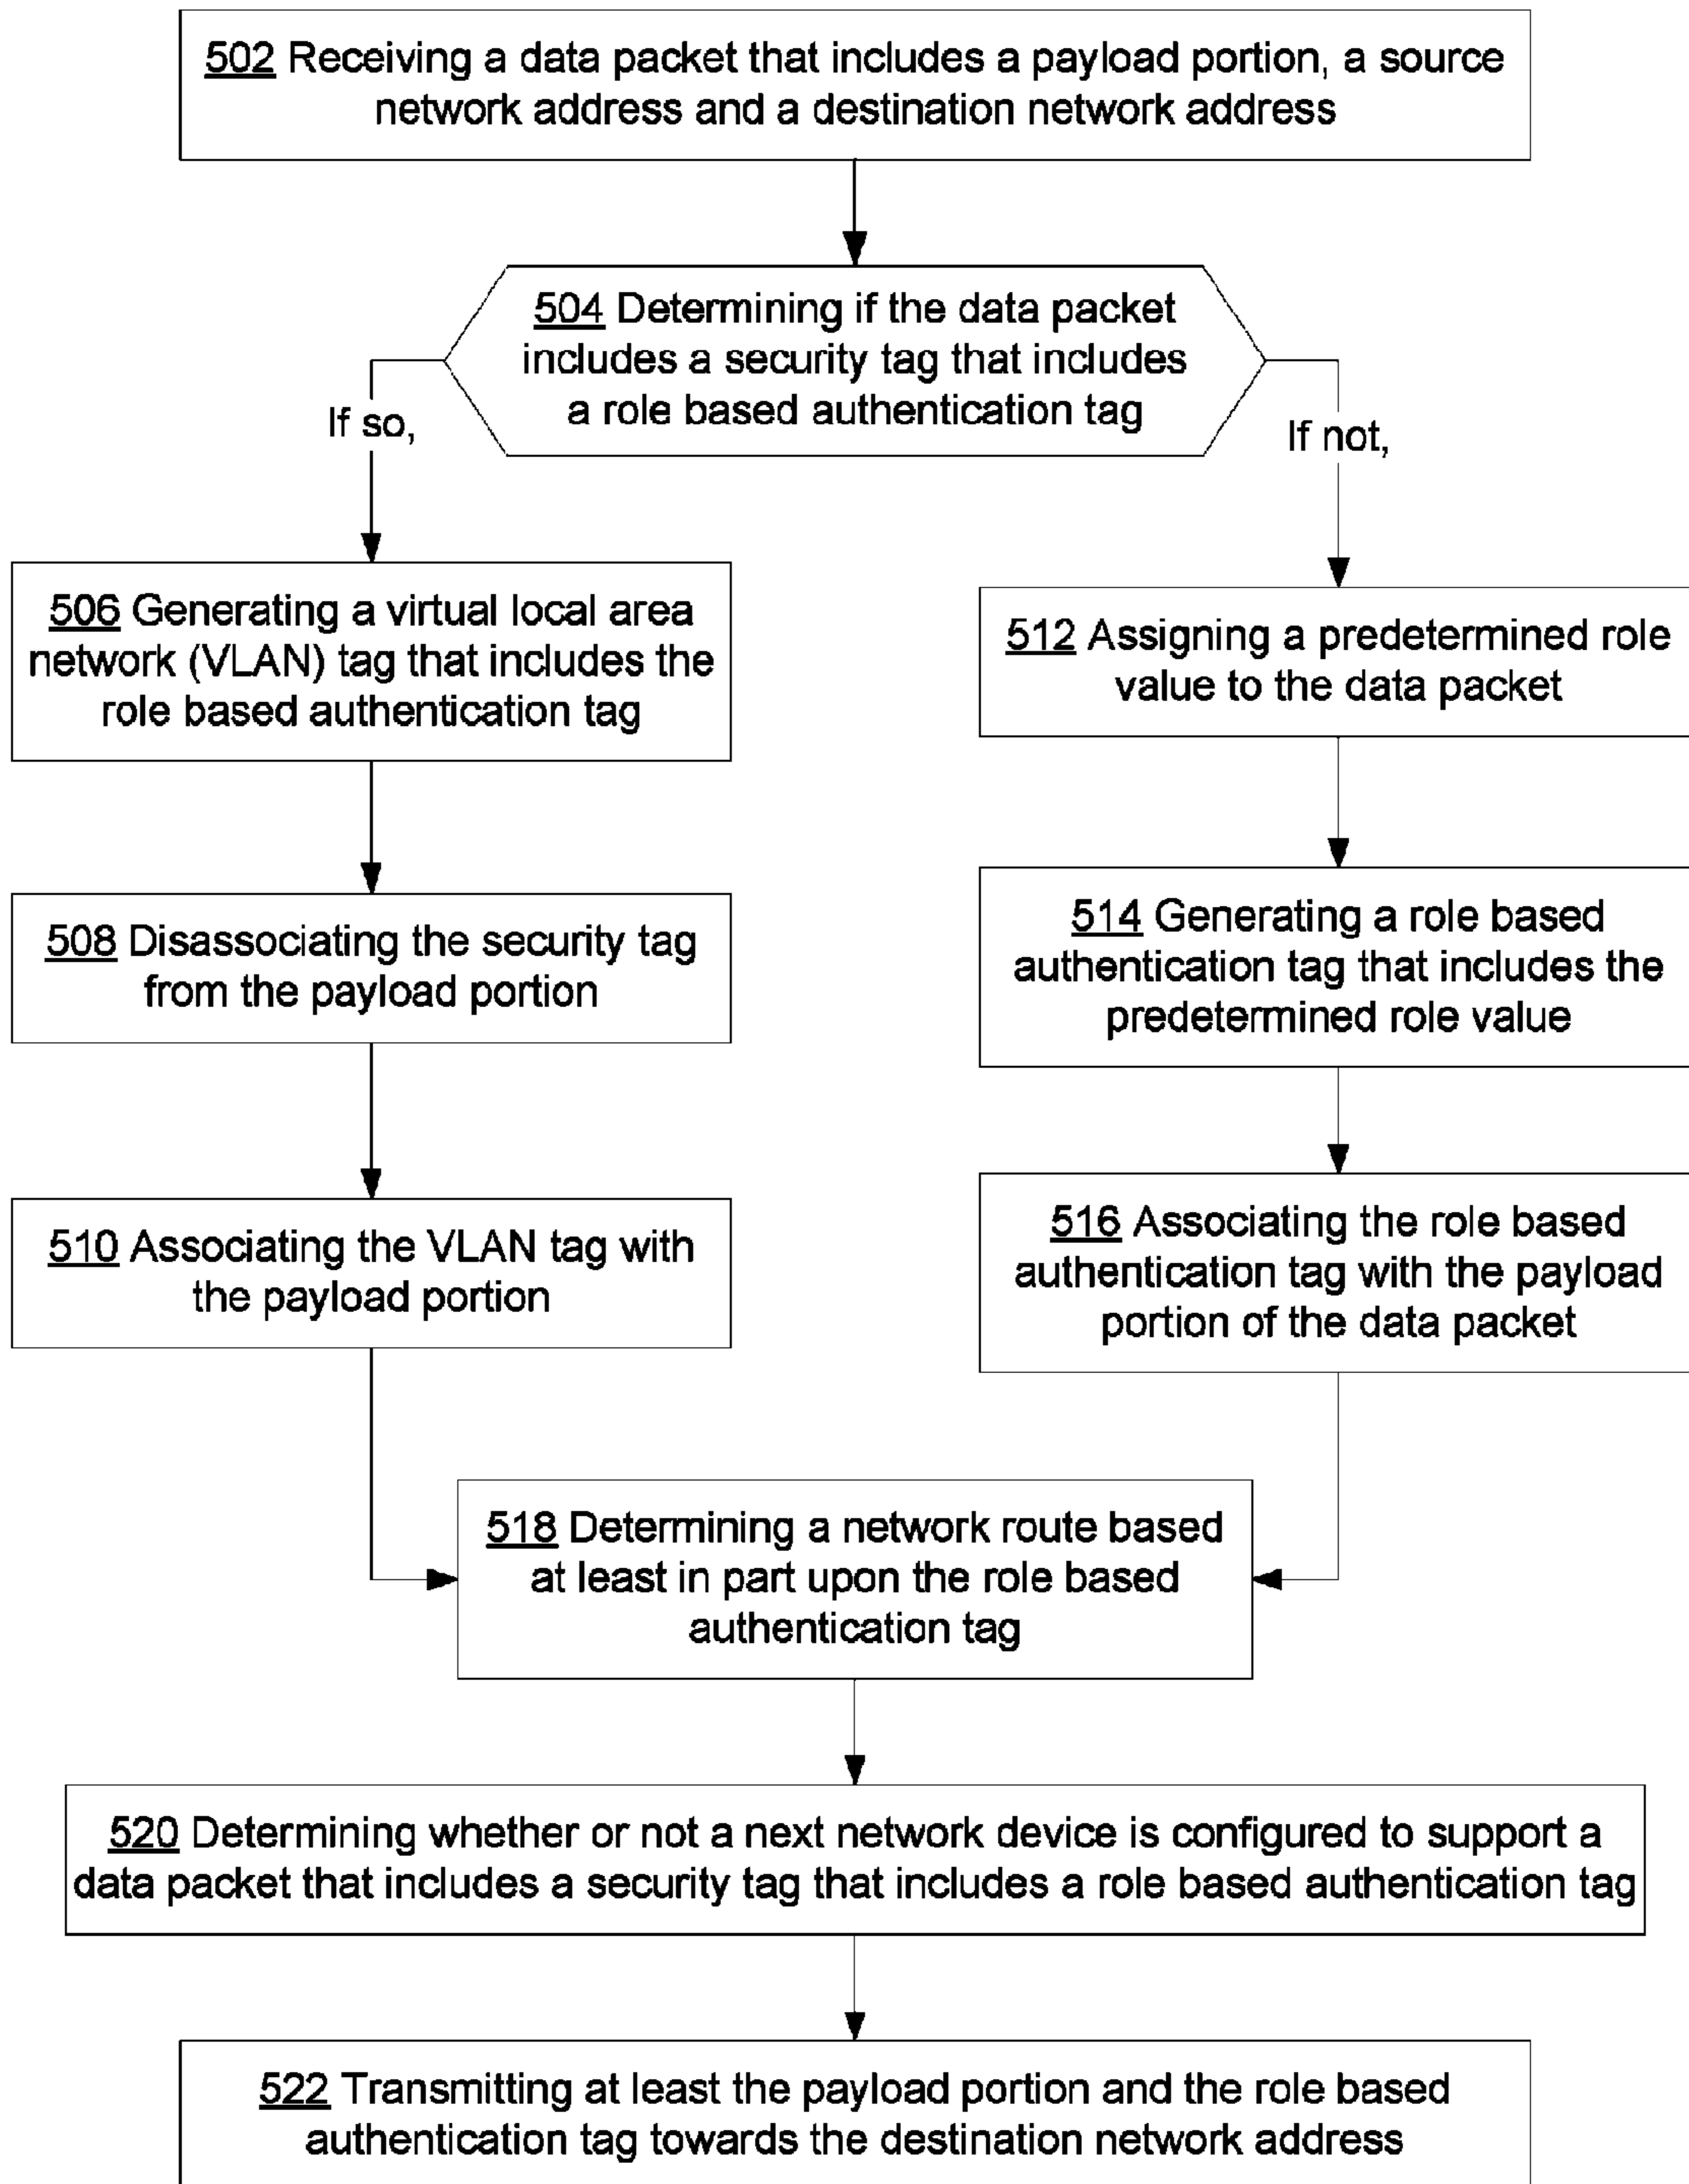 502 Receiving a data packet that includes a payload portion, a source
network address and a destination network address
504 Determining if the data packet
includes a security tag that includes
a role based authentication tag
If so,
If not,
506 Generating a virtual local area
network (VLAN) tag that includes the
role based authentication tag
508 Disassociating the security tag
from the payload portion
510 Associating the VLAN tag with
the payload portion
512 Assigning a predetermined role
value to the data packet
514 Generating a role based
authentication tag that includes the
predetermined role value
516 Associating the role based
authentication tag with the payload
portion of the data packet
518 Determining a network route based
at least in part upon the role based
authentication tag
520 Determining whether or not a next network device is configured to support a
data packet that includes a security tag that includes a role based authentication tag
522 Transmitting at least the payload portion and the role based
authentication tag towards the destination network address